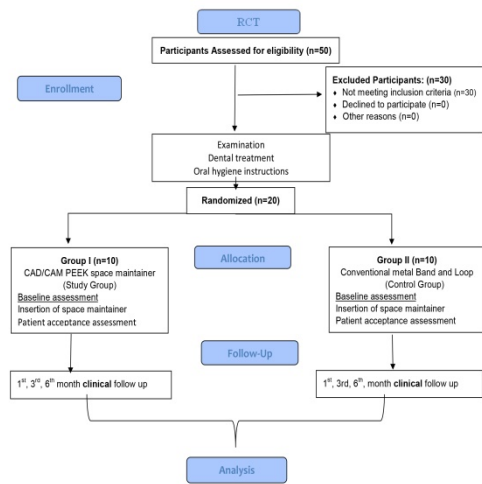 RCT
Participants Assessed for eligibility (n=50)
Enrollment
Excluded Participants: (n=30)
♦ Not meeting inclusion criteria (n=30)
♦ Declined to participate (n=0)
♦ Other reasons (n=0)
Examination
Dental treatment
Oral hygiene instructions
Randomized (n=20)
Allocation
Group I (n=10)
CAD/CAM PEEK space maintainer
(Study Group)
Baseline assessment
Insertion of space maintainer
Patient acceptance assessment
Group II (n=10)
Conventional metal Band and Loop
(Control Group)
Baseline assessment
Insertion of space maintainer
Patient acceptance assessment
Follow-Up
1st, 3rd, 6th month clinical follow up
1st, 3rd, 6th, month clinical follow up
Analysis